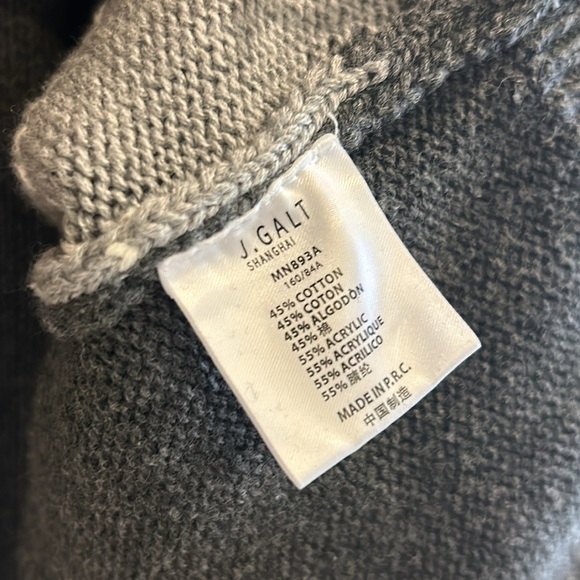 J.GALT
SHANGHAI
MN893A
160/84A
45% COTTON
45% COTON
45% ALGODÓN
45% 棉
55% ACRYLIC
55% ACRYLIQUE
55% ACRILICO
55% 腈纶
MADE IN P.R.C.
中国制造